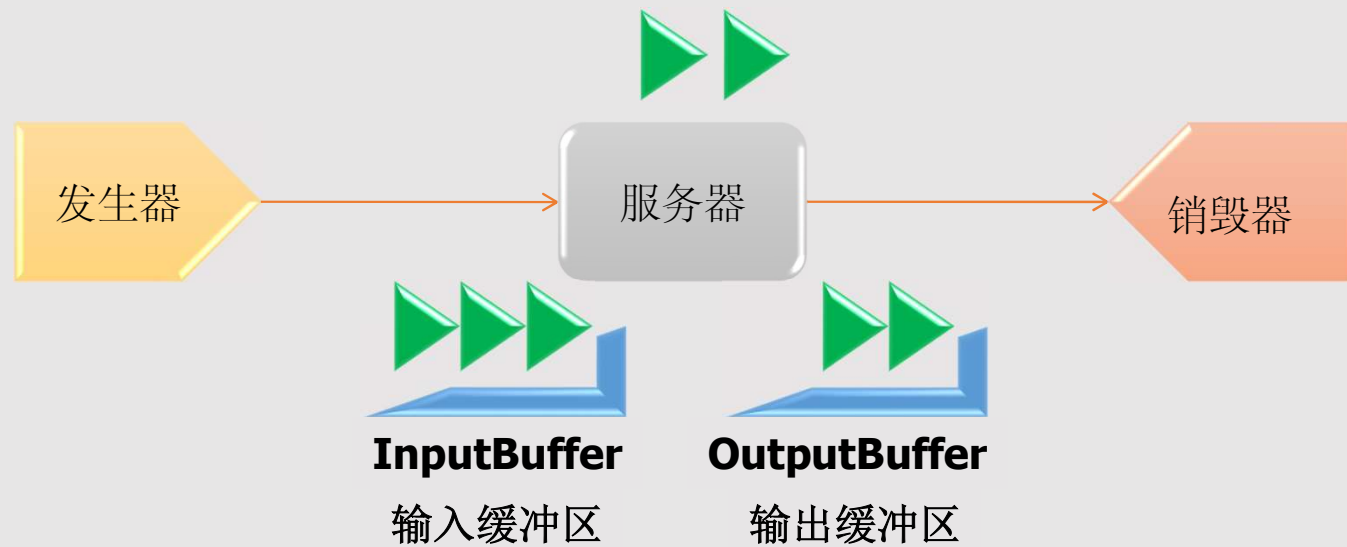 发生器
服务器
销毁器
InputBuffer
OutputBuffer
输入缓冲区
输出缓冲区